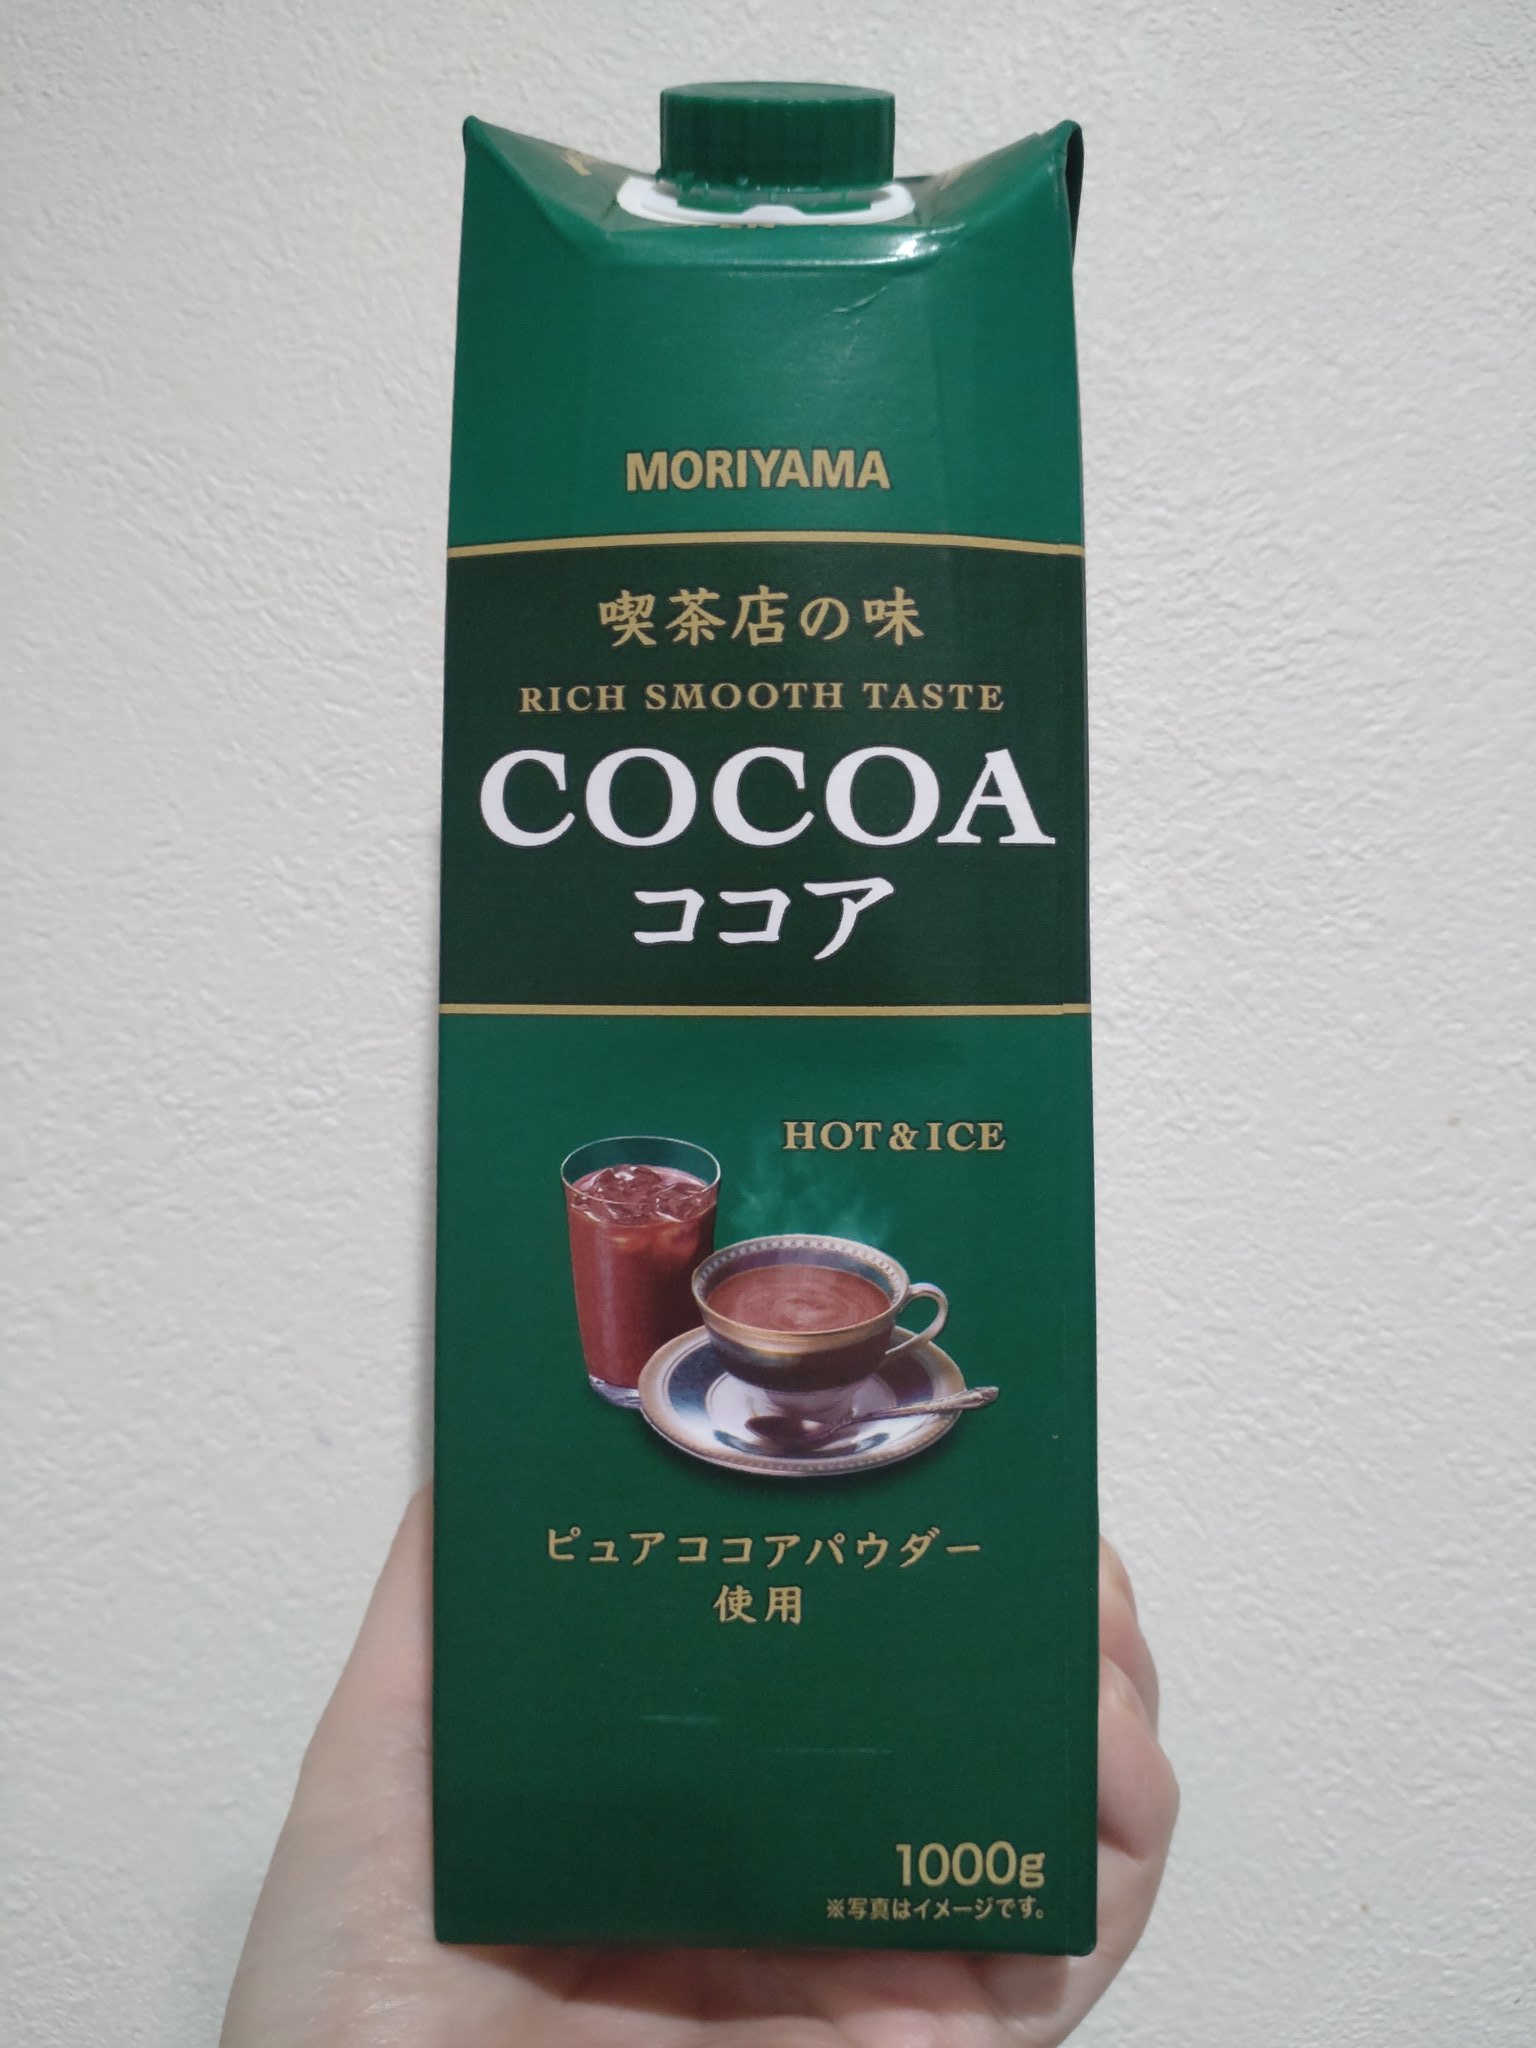 MORIYAMA
喫茶店の味
RICH SMOOTH TASTE
COCOA
ココア
HOT & ICE
ピュアココアパウダー
使用
1000g
※写真はイメージです。